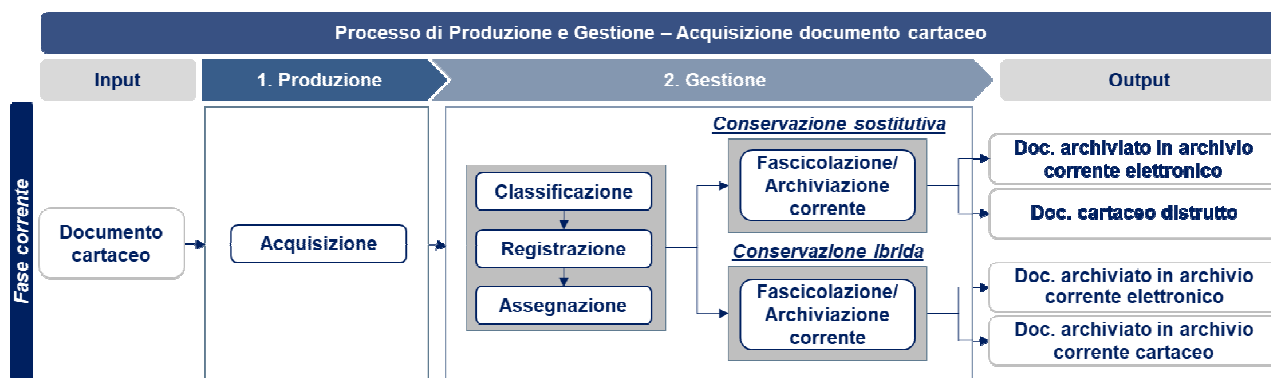 Processo di Produzione e Gestione – Acquisizione documento cartaceo
Input
1. Produzione
2. Gestione
Output
Fase corrente
Documento
cartaceo
Acquisizione
Classificazione
Registrazione
Assegnazione
Conservazione sostitutiva
Fascicolazione/
Archiviazione
corrente
Conservazione ibrida
Fascicolazione/
Archiviazione
corrente
Doc. archiviato in archivio
corrente elettronico
Doc. cartaceo distrutto
Doc. archiviato in archivio
corrente elettronico
Doc. archiviato in archivio
corrente cartaceo